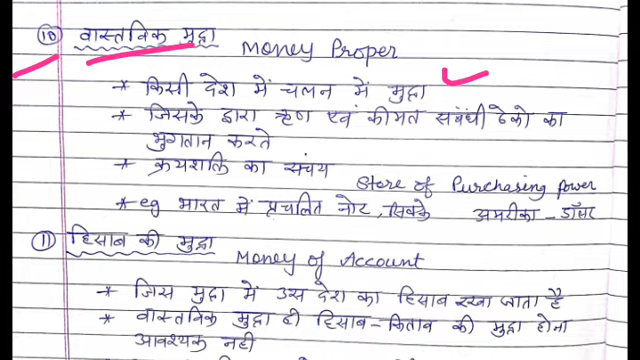 (10) वास्तविक मुद्रा Money Proper
* किसी देश में चलन में मुद्रा
* जिसके द्वारा ऋण एवं कीमत संबंधी ठेको का
भुगतान करते
* क्रयशक्ति का संचय
Store of Purchasing power
* eg भारत में प्रचलित नोट, सिक्के अमरीका - डॉलर
(11) हिसाब की मुद्रा
Money of Account
* जिस मुद्रा में उस देश का हिसाब रखा जाता है
* वास्तविक मुद्रा ही हिसाब-किताब की मुद्रा होना
आवश्यक नही